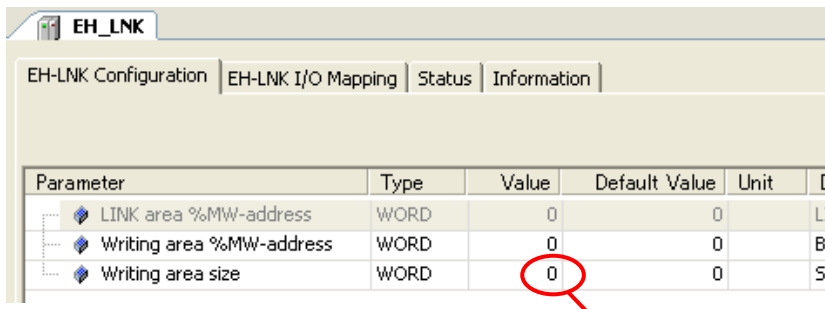 EH_LNK
EH-LNK Configuration EH-LNK I/O Mapping Status Information
Parameter Type Value Default Value Unit
LINK area %MW-address WORD 0 0
Writing area %MW-address WORD 0 0 B
Writing area size WORD 0 0 S